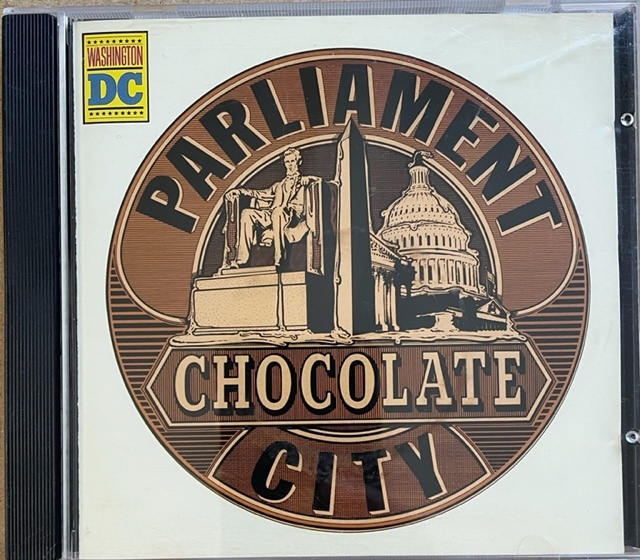 WASHINGTON
DC
PARLIAMENT
CHOCOLATE
CITY